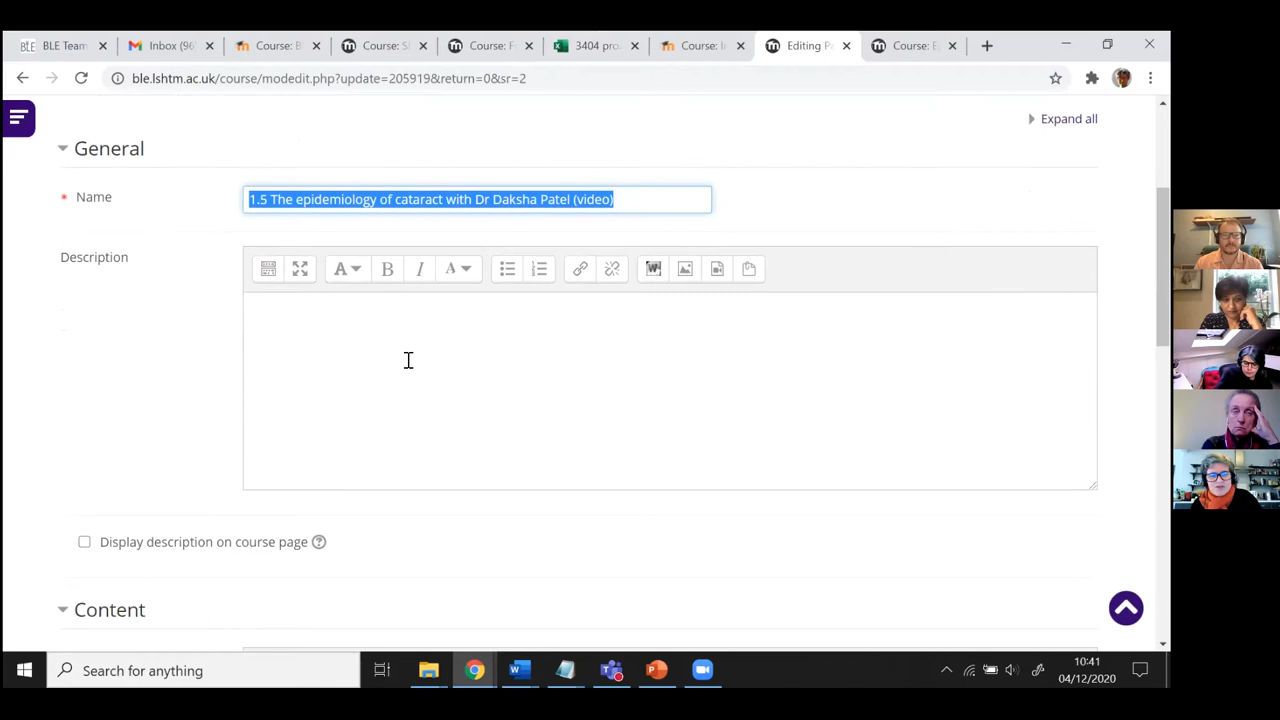 BLE BLE Team
Inbox (96
Course: B
Course: S
Course: F
3404 pro
Course: I
Editing P
Course: E
ble.lshtm.ac.uk/course/modedit.php?update=205919&return=0&sr=2
Expand all
General
Name
1.5 The epidemiology of cataract with Dr Daksha Patel (video)
Description
A
B
I
A
Display description on course page
Content
Search for anything
10:41
04/12/2020